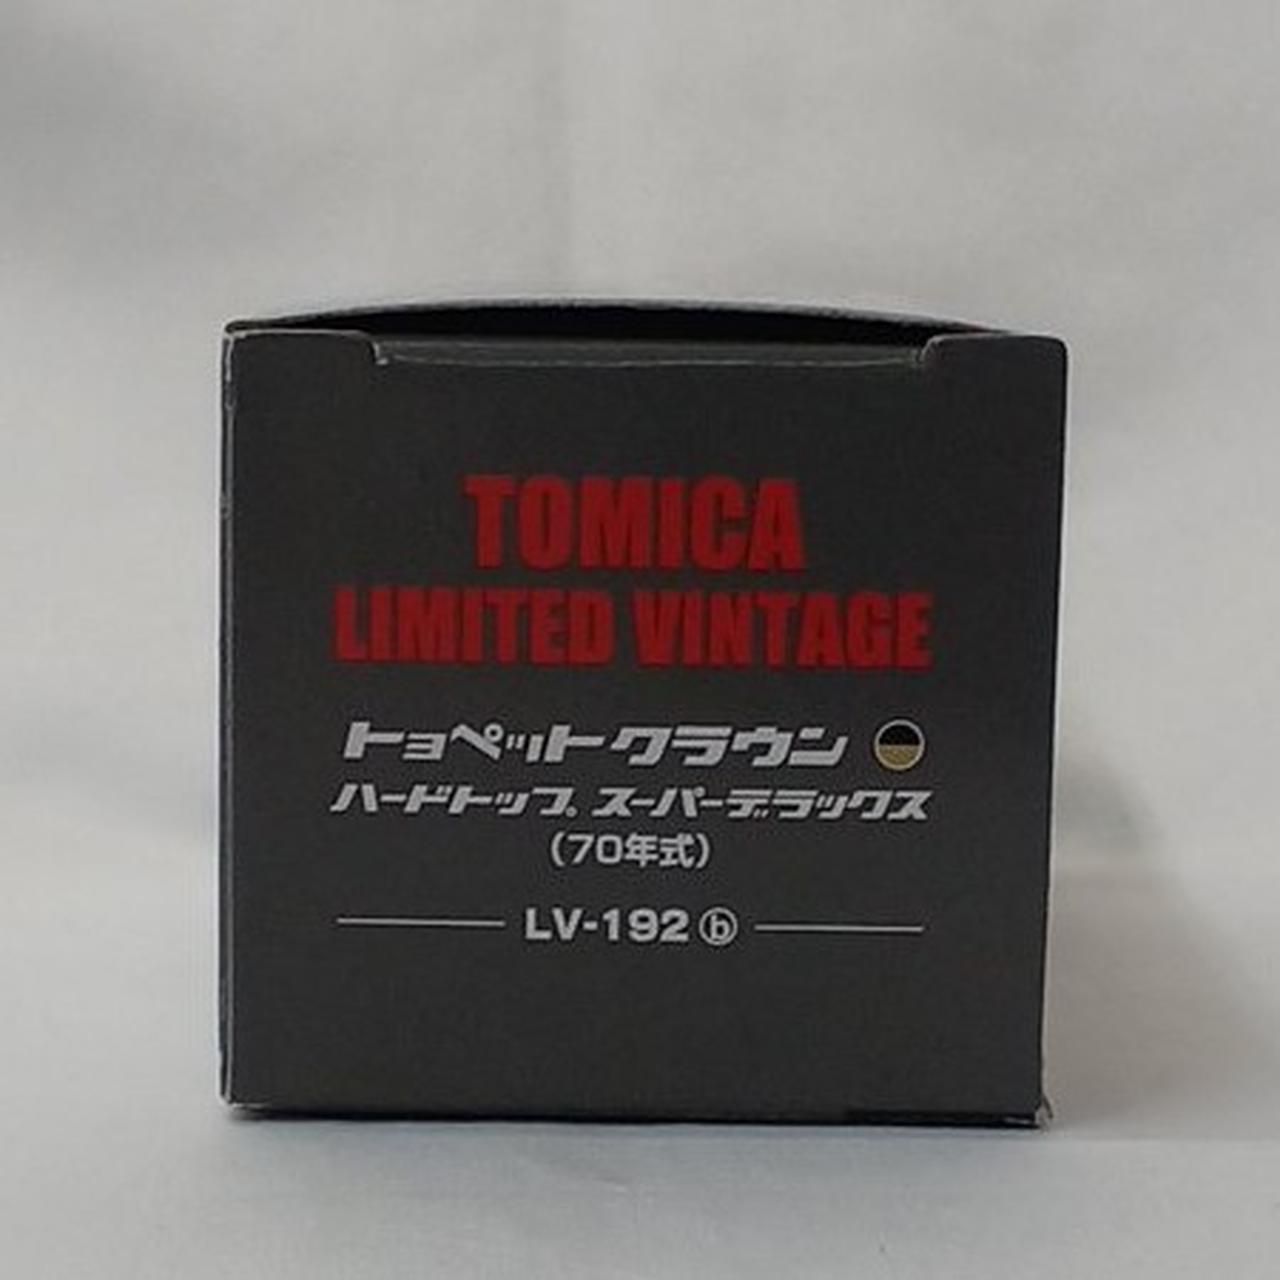 TOMICA
LIMITED VINTAGE
トヨペットクラウン
ハードトップ スーパーデラックス
(70年式)
LV-192 ⓑ